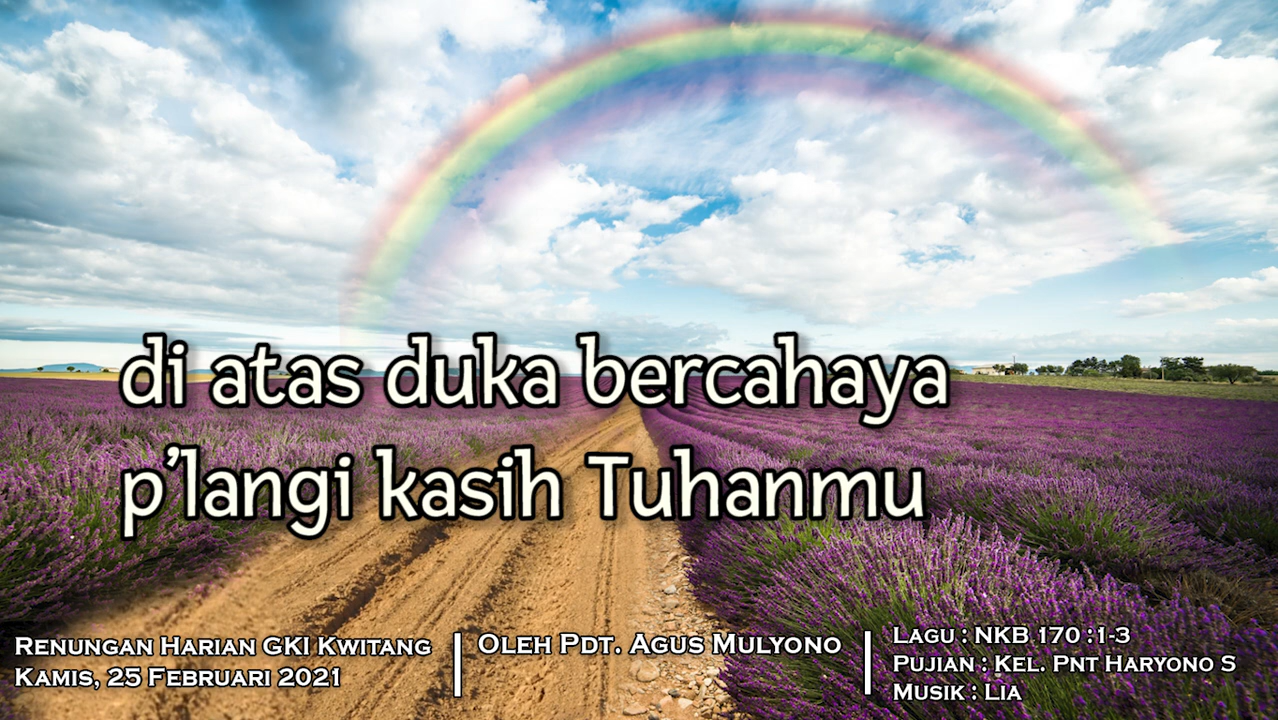 di atas duka bercahaya
p'langi kasih Tuhanmu
Renungan Harian GKI Kwitang
Kamis, 25 Februari 2021
Oleh Pdt. Agus Mulyono
Lagu : NKB 170 :1-3
Pujian : Kel. Pnt Haryono S
Musik : Lia